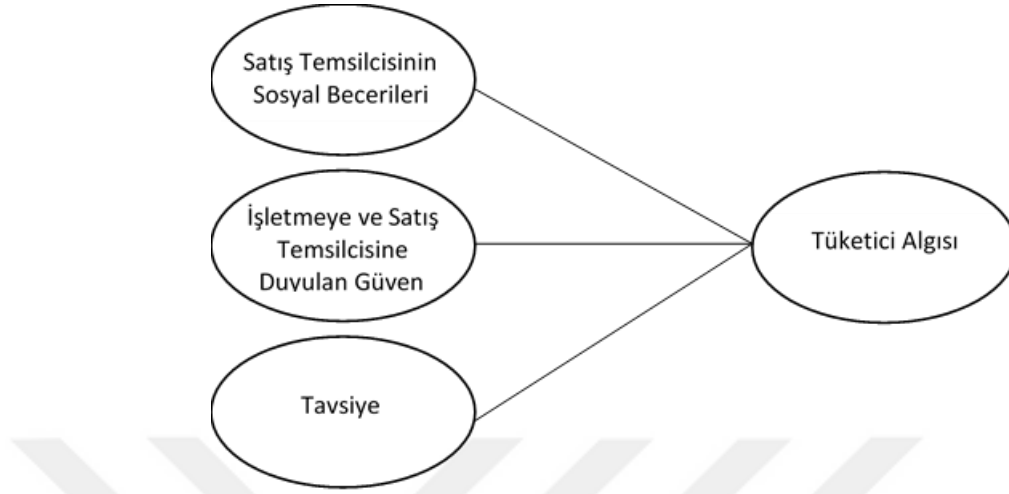 Satış Temsilcisinin
Sosyal Becerileri
İşletmeye ve Satış
Temsilcisine
Duyulan Güven
Tavsiye
Tüketici Algısı